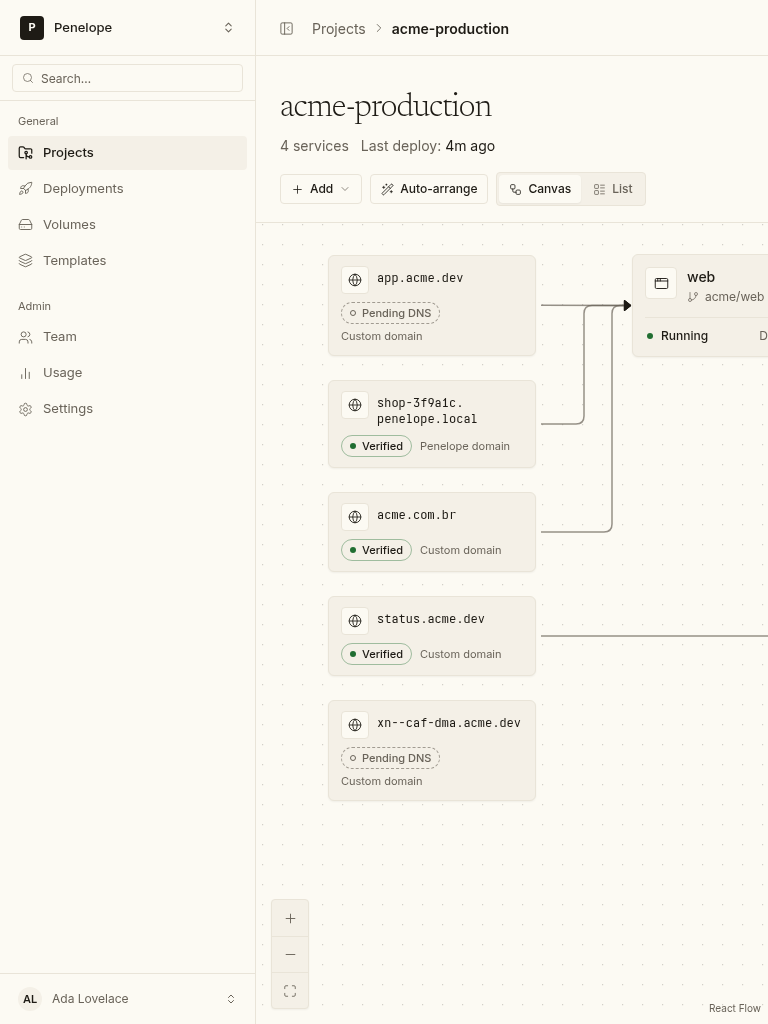 P Penelope
Search...
General
Projects
Deployments
Volumes
Templates
Admin
Team
Usage
Settings
AL Ada Lovelace
Projects > acme-production
acme-production
4 services Last deploy: 4m ago
Add
Auto-arrange
Canvas
List
app.acme.dev
Pending DNS
Custom domain
shop-3f9a1c.
penelope.local
Verified Penelope domain
acme.com.br
Verified Custom domain
status.acme.dev
Verified Custom domain
xn--caf-dma.acme.dev
Pending DNS
Custom domain
web
acme/web
Running D
React Flow